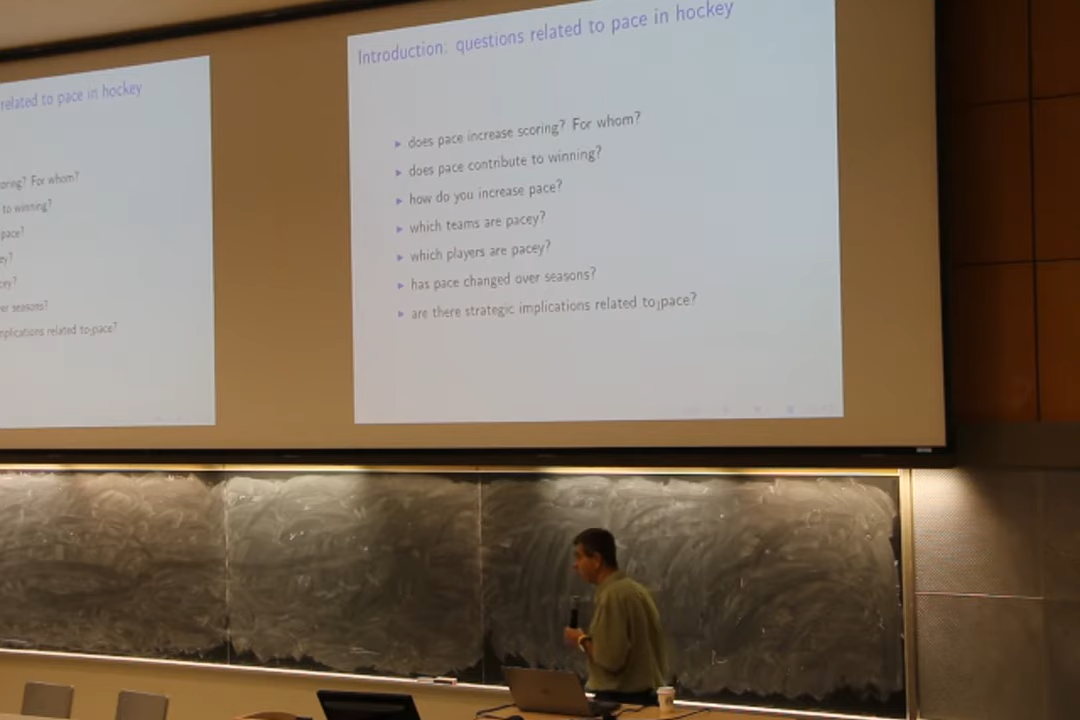 related to pace in hockey
oring? For whom?
to winning?
pace?
ey?
cey?
er seasons?
mplications related to pace?
Introduction: questions related to pace in hockey
does pace increase scoring? For whom?
does pace contribute to winning?
how do you increase pace?
which teams are pacey?
which players are pacey?
has pace changed over seasons?
are there strategic implications related to pace?